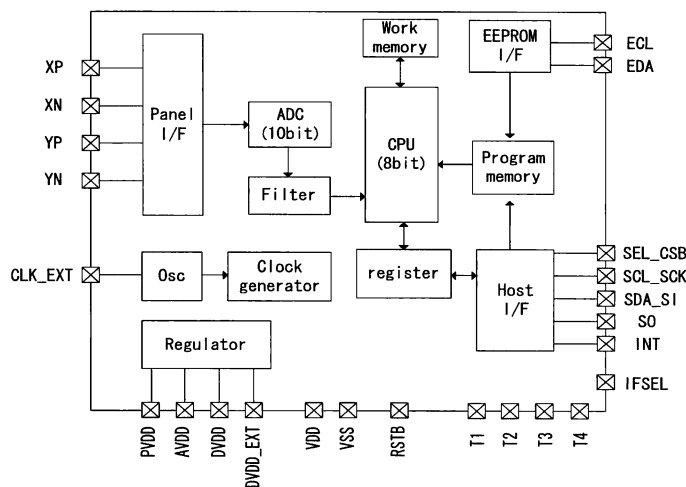 Work
memory
EEPROM
I/F
ECL
EDA
XP
XN
YP
YN
Panel
I/F
ADC
(10bit)
CPU
(8bit)
Program
memory
Filter
CLK_EXT
Osc
Clock
generator
register
Host
I/F
SEL_CSB
SCL_SCK
SDA_SI
SO
INT
IFSEL
Regulator
PVDD
AVDD
DVDD
DVDD_EXT
VDD
VSS
RSTB
T1
T2
T3
T4